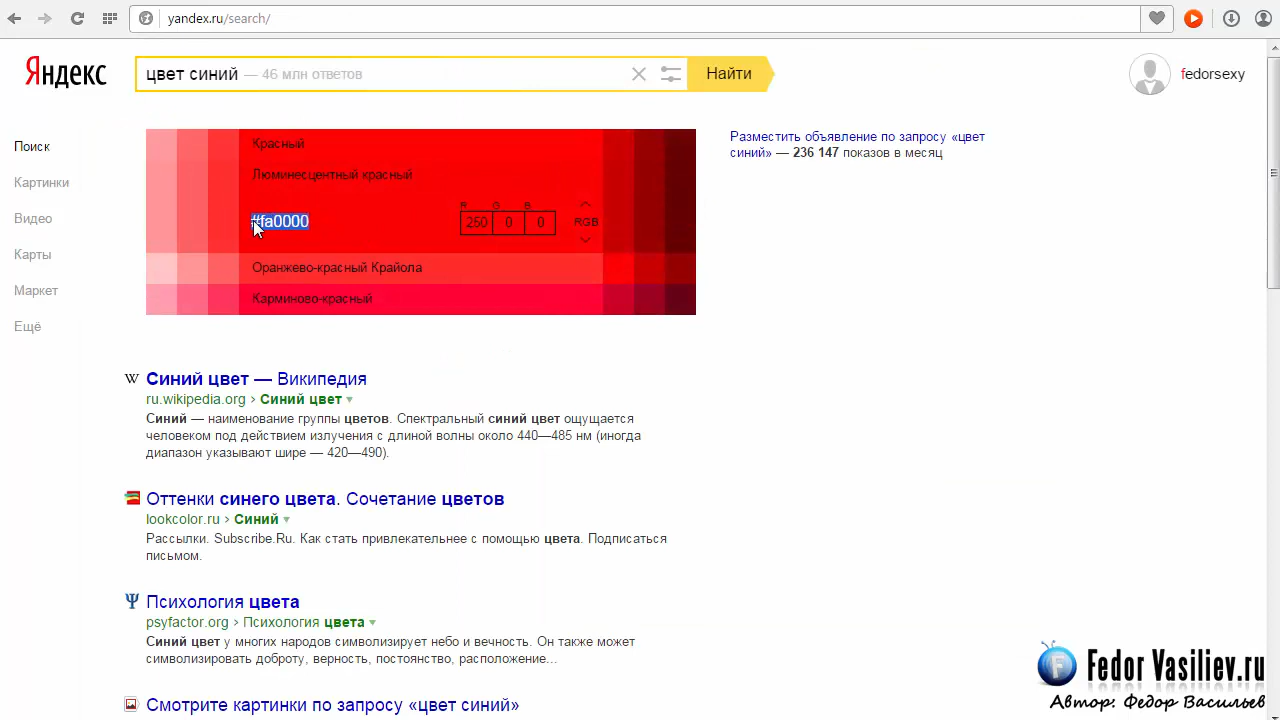 yandex.ru/search/
Яндекс
цвет синий — 46 млн ответов
Найти
fedorsexy
Поиск
Картинки
Видео
Карты
Маркет
Ещё
Красный
Люминесцентный красный
#fa0000
R G B
250 0 0
RGB
Оранжево-красный Крайола
Карминово-красный
Разместить объявление по запросу «цвет
синий» — 236 147 показов в месяц
W Синий цвет — Википедия
ru.wikipedia.org › Синий цвет
Синий — наименование группы цветов. Спектральный синий цвет ощущается
человеком под действием излучения с длиной волны около 440—485 нм (иногда
диапазон указывают шире — 420—490).
Оттенки синего цвета. Сочетание цветов
lookcolor.ru › Синий
Рассылки. Subscribe.Ru. Как стать привлекательнее с помощью цвета. Подписаться
письмом.
Ψ Психология цвета
psyfactor.org › Психология цвета
Синий цвет у многих народов символизирует небо и вечность. Он также может
символизировать доброту, верность, постоянство, расположение...
Смотрите картинки по запросу «цвет синий»
F Fedor Vasiliev.ru
Автор: Федор Васильев